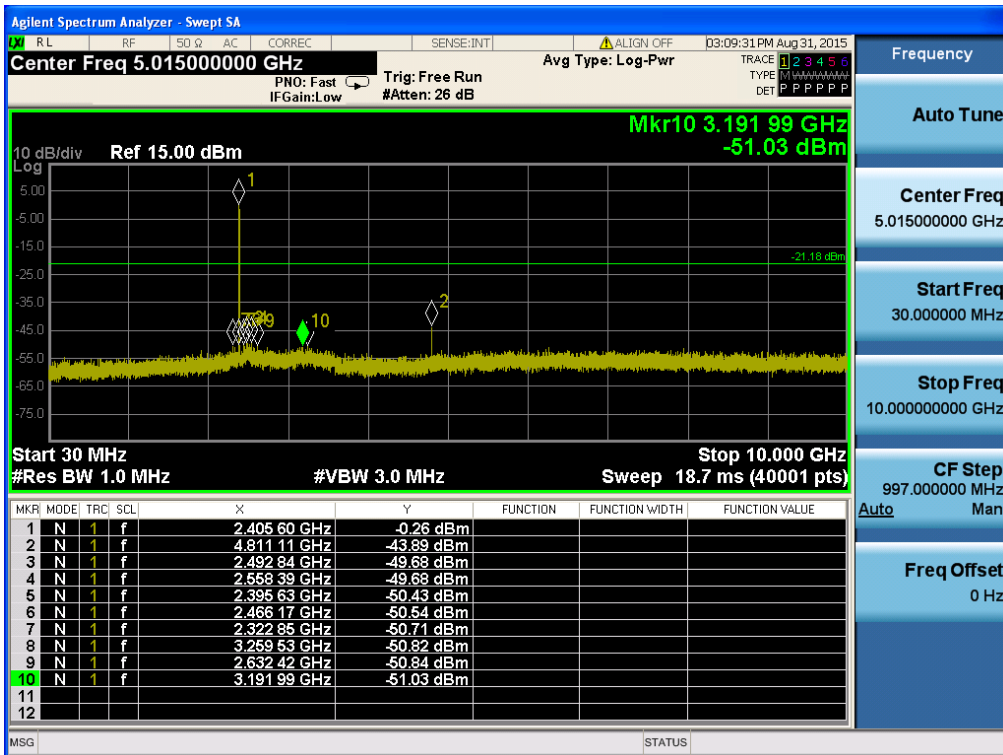 Agilent Spectrum Analyzer - Swept SA
LXI RL RF 50 Ω AC CORREC SENSE:INT ALIGN OFF 03:09:31 PM Aug 31, 2015
Center Freq 5.015000000 GHz
PNO: Fast
IFGain:Low
Trig: Free Run
#Atten: 26 dB
Avg Type: Log-Pwr
TRACE 1 2 3 4 5 6
TYPE M
DET P P P P P P
Mkr10 3.191 99 GHz
-51.03 dBm
10 dB/div Ref 15.00 dBm
Log
5.00
-5.00
-15.0
-21.18 dBm
-25.0
-35.0
-45.0
-55.0
-65.0
-75.0
1
2
9
10
Start 30 MHz Stop 10.000 GHz
#Res BW 1.0 MHz #VBW 3.0 MHz Sweep 18.7 ms (40001 pts)
MKR MODE TRC SCL X Y FUNCTION FUNCTION WIDTH FUNCTION VALUE
1 N 1 f 2.405 60 GHz -0.26 dBm
2 N 1 f 4.811 11 GHz -43.89 dBm
3 N 1 f 2.492 84 GHz -49.68 dBm
4 N 1 f 2.558 39 GHz -49.68 dBm
5 N 1 f 2.395 63 GHz -50.43 dBm
6 N 1 f 2.466 17 GHz -50.54 dBm
7 N 1 f 2.322 85 GHz -50.71 dBm
8 N 1 f 3.259 53 GHz -50.82 dBm
9 N 1 f 2.632 42 GHz -50.84 dBm
10 N 1 f 3.191 99 GHz -51.03 dBm
11
12
MSG STATUS
Frequency
Auto Tune
Center Freq
5.015000000 GHz
Start Freq
30.000000 MHz
Stop Freq
10.000000000 GHz
CF Step
997.000000 MHz
Auto Man
Freq Offset
0 Hz